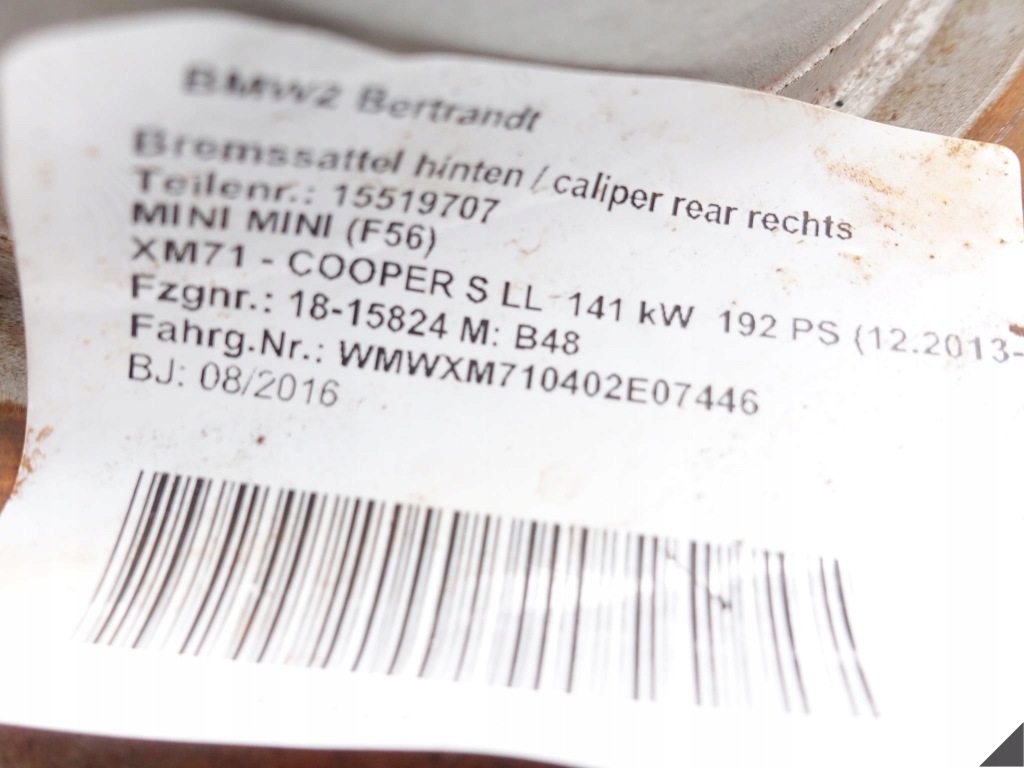 BMW2 Bertrandt
Bremssattel hinten / caliper rear rechts
Teilenr.: 15519707
MINI MINI (F56)
XM71 - COOPER S LL 141 kW 192 PS (12.2013-
Fzgnr.: 18-15824 M: B48
Fahrg.Nr.: WMWXM710402E07446
BJ: 08/2016